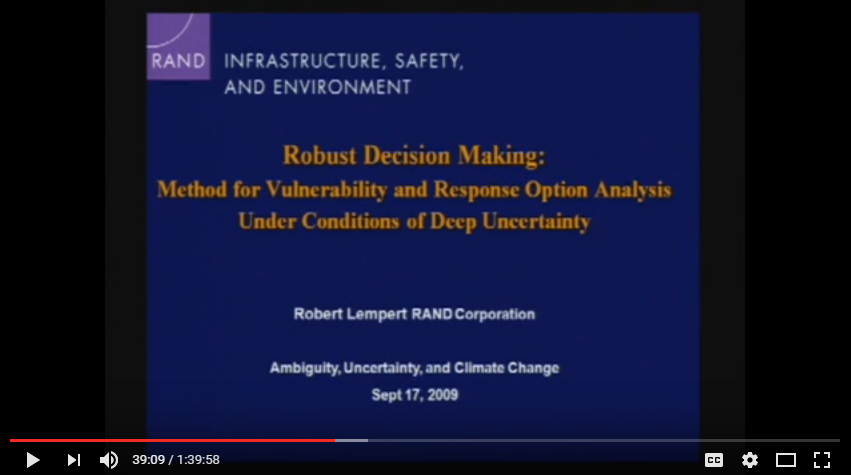 RAND
INFRASTRUCTURE, SAFETY,
AND ENVIRONMENT
Robust Decision Making:
Method for Vulnerability and Response Option Analysis
Under Conditions of Deep Uncertainty
Robert Lempert RAND Corporation
Ambiguity, Uncertainty, and Climate Change
Sept 17, 2009
39:09 / 1:39:58
CC